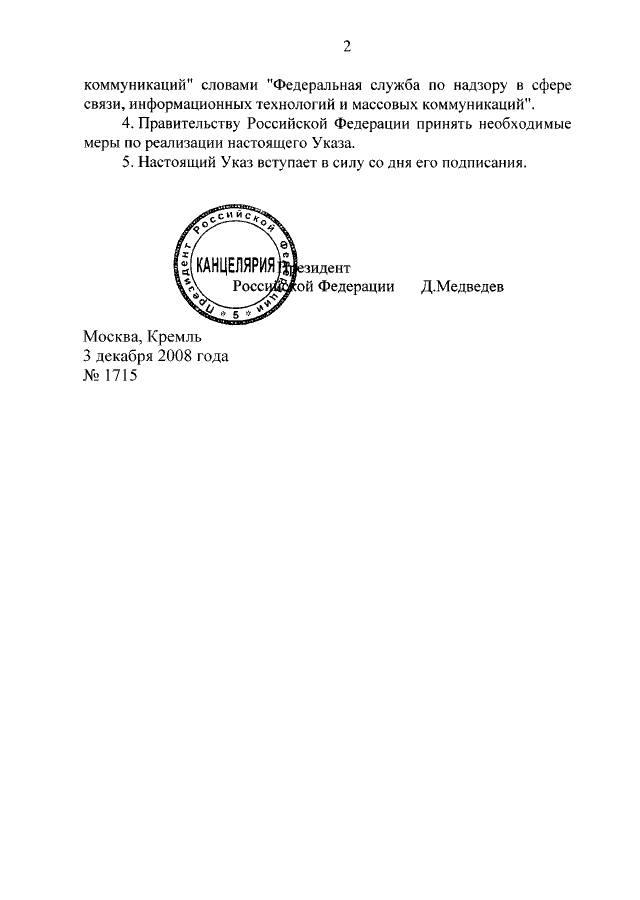 2
коммуникаций" словами "Федеральная служба по надзору в сфере
связи, информационных технологий и массовых коммуникаций".
4. Правительству Российской Федерации принять необходимые
меры по реализации настоящего Указа.
5. Настоящий Указ вступает в силу со дня его подписания.
Президент Российской Федерации
КАНЦЕЛЯРИЯ
* 5 *
Президент
Российской Федерации Д.Медведев
Москва, Кремль
3 декабря 2008 года
№ 1715